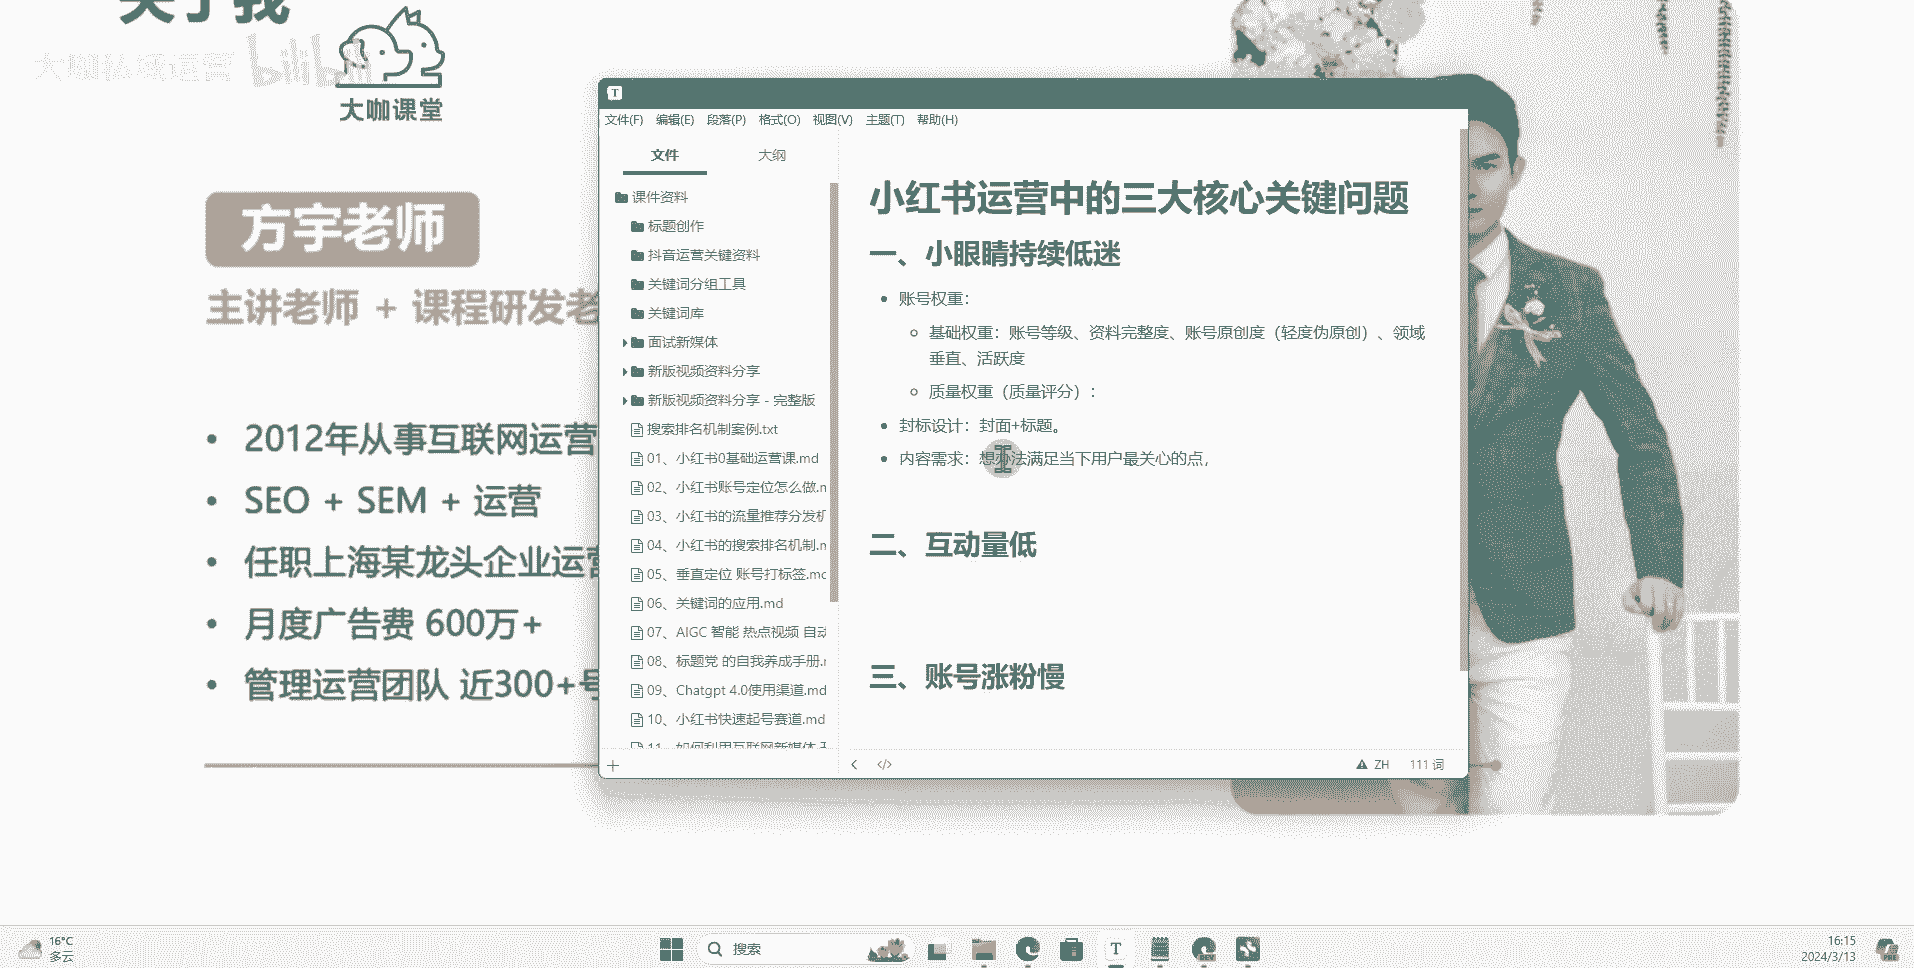 关于我
大咖私域运营 bilibili
大咖课堂
方宇老师
主讲老师 + 课程研发老
2012年从事互联网运营
SEO + SEM + 运营
任职上海某龙头企业运营
月度广告费 600万+
管理运营团队 近300+号
T
文件(F) 编辑(E) 段落(P) 格式(O) 视图(V) 主题(T) 帮助(H)
文件 大纲
课件资料
标题创作
抖音运营关键资料
关键词分组工具
关键词库
面试新媒体
新版视频资料分享
新版视频资料分享 - 完整版
搜索排名机制案例.txt
01、小红书0基础运营课.md
02、小红书账号定位怎么做.m
03、小红书的流量推荐分发机
04、小红书的搜索排名机制.m
05、垂直定位 账号打标签.mc
06、关键词的应用.md
07、AIGC 智能 热点视频 自动
08、标题党 的自我养成手册.r
09、Chatgpt 4.0使用渠道.md
10、小红书快速起号赛道.md
11、如何利用互联网新媒体
小红书运营中的三大核心关键问题
一、小眼睛持续低迷
账号权重：
基础权重：账号等级、资料完整度、账号原创度（轻度伪原创）、领域
垂直、活跃度
质量权重（质量评分）：
封标设计：封面+标题。
内容需求：想办法满足当下用户最关心的点，
二、互动量低
三、账号涨粉慢
ZH 111 词
16°C
多云
搜索
T
DEV
16:15
2024/3/13
PRE